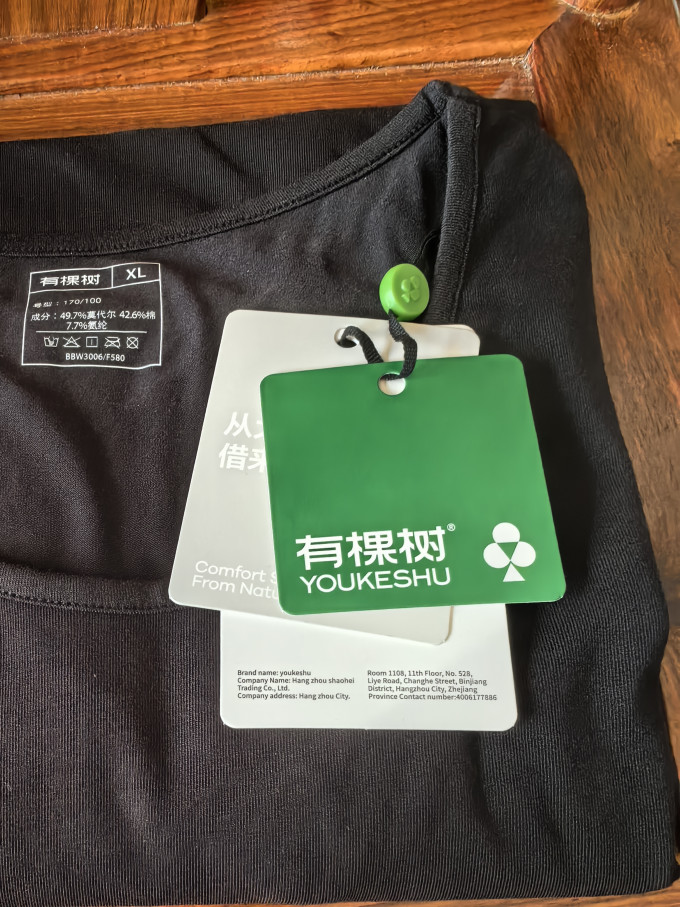 有棵树 XL
号型：170/100
成分：49.7%莫代尔 42.6%棉
7.7%氨纶
BBW3006/F580
从
借来
Comfort
From Natu
有棵树®
YOUKESHU
Brand name: youkeshu
Company Name: Hang zhou shaohei
Trading Co., Ltd.
Company address: Hang zhou City.
Room 1108, 11th Floor, No. 528,
Liye Road, Changhe Street, Binjiang
District, Hangzhou City, Zhejiang
Province Contact number:4006177886